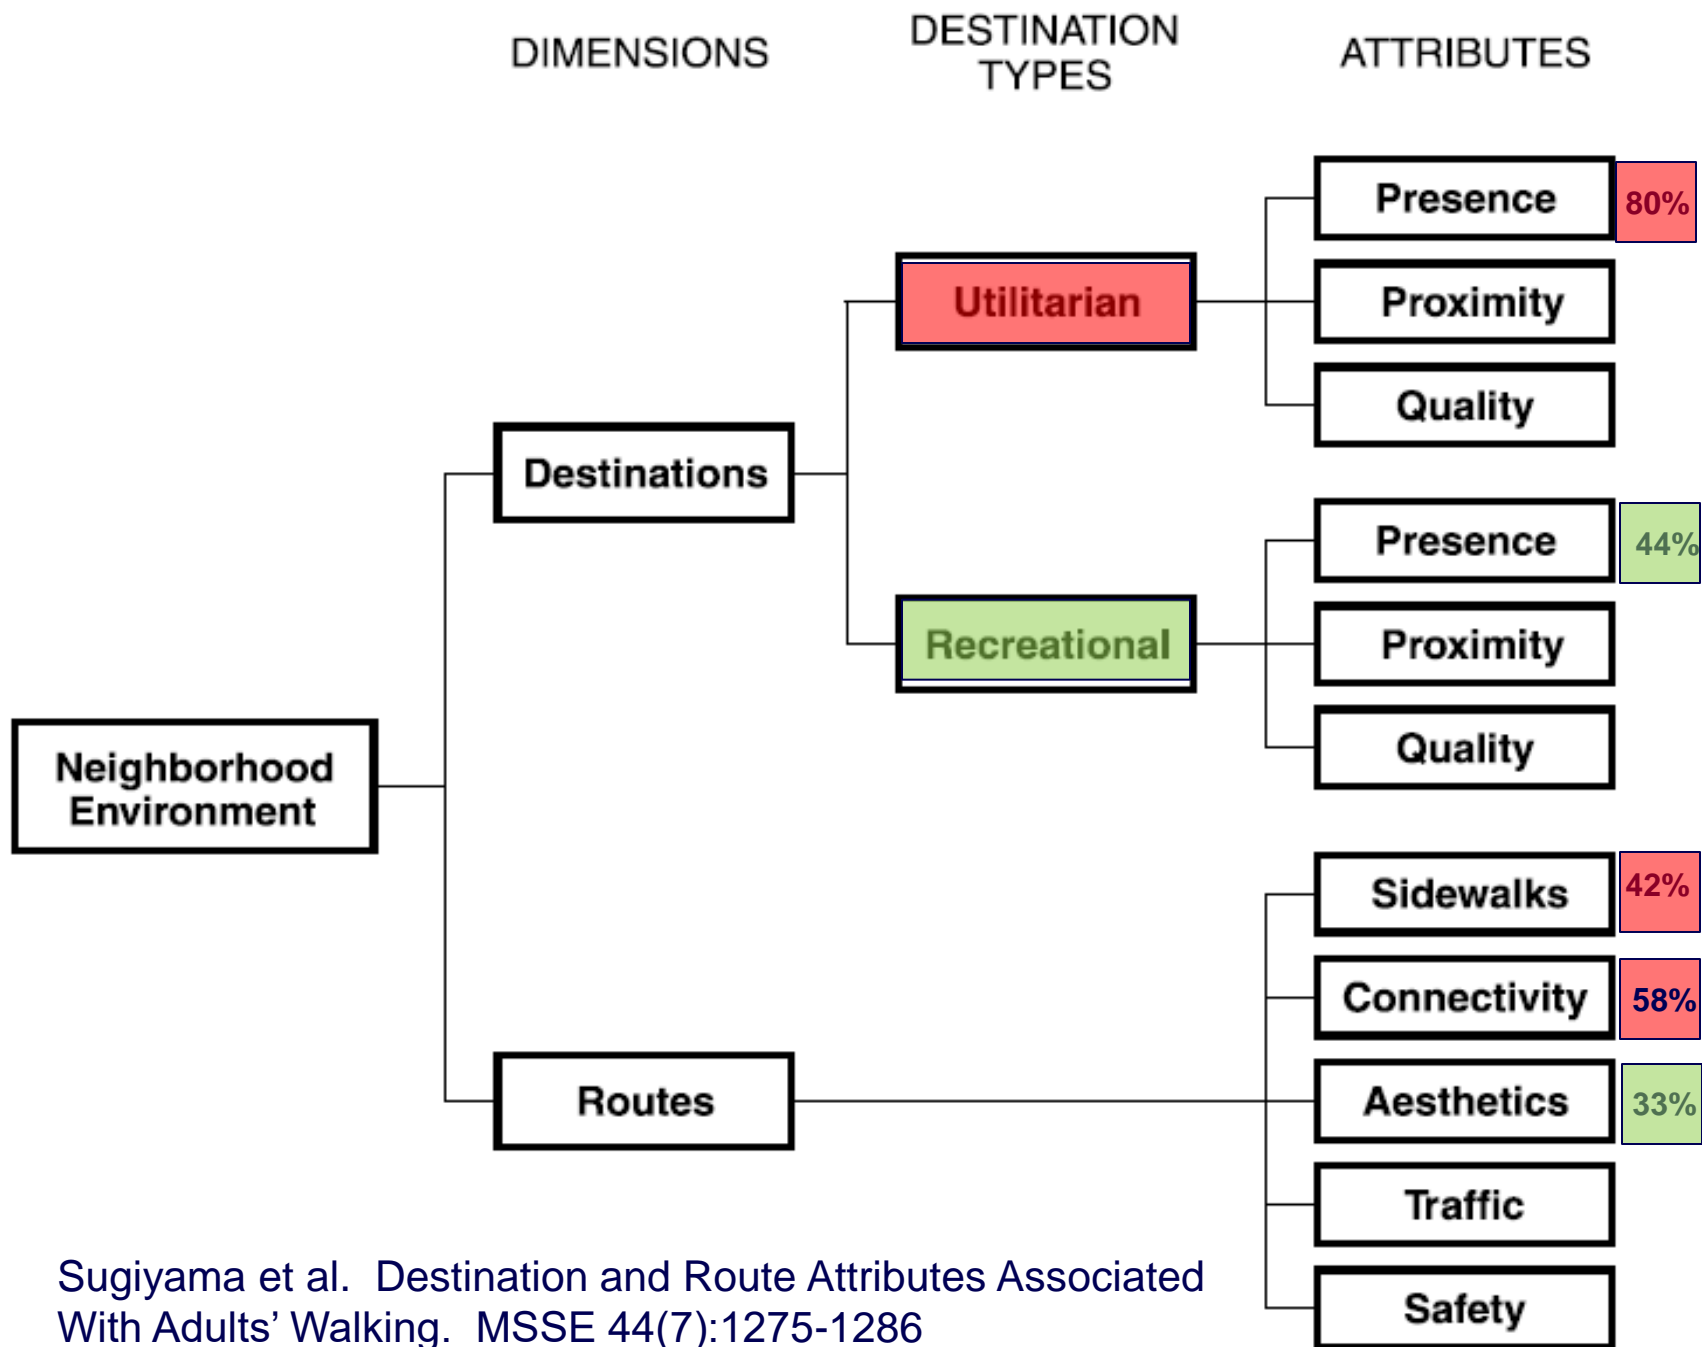 DIMENSIONS
DESTINATION
TYPES
ATTRIBUTES
Presence
80%
Utilitarian
Proximity
Quality
Destinations
Presence
44%
Recreational
Proximity
Quality
Neighborhood
Environment
Sidewalks
42%
Connectivity
58%
Routes
Aesthetics
33%
Traffic
Safety
Sugiyama et al.  Destination and Route Attributes Associated
With Adults’ Walking.  MSSE 44(7):1275-1286